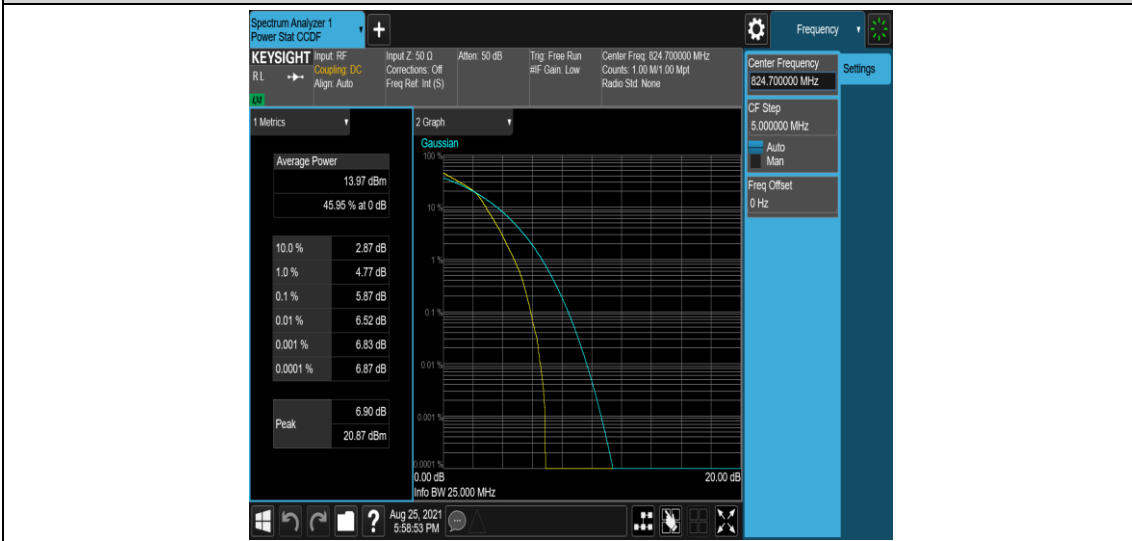 Spectrum Analyzer 1
Power Stat CCDF
+
Frequency
KEYSIGHT
RL
LXI
Input: RF
Coupling: DC
Align: Auto
Input Z: 50 Ω
Corrections: Off
Freq Ref: Int (S)
Atten: 50 dB
Trig: Free Run
#IF Gain: Low
Center Freq: 824.700000 MHz
Counts: 1.00 M/1.00 Mpt
Radio Std: None
Center Frequency
824.700000 MHz
Settings
CF Step
5.000000 MHz
Auto
Man
Freq Offset
0 Hz
1 Metrics
Average Power
13.97 dBm
45.95 % at 0 dB
10.0 % 2.87 dB
1.0 % 4.77 dB
0.1 % 5.87 dB
0.01 % 6.52 dB
0.001 % 6.83 dB
0.0001 % 6.87 dB
Peak
6.90 dB
20.87 dBm
2 Graph
Gaussian
100 %
10 %
1 %
0.1 %
0.01 %
0.001 %
0.0001 %
0.00 dB 20.00 dB
Info BW 25.000 MHz
?
Aug 25, 2021
5:58:53 PM